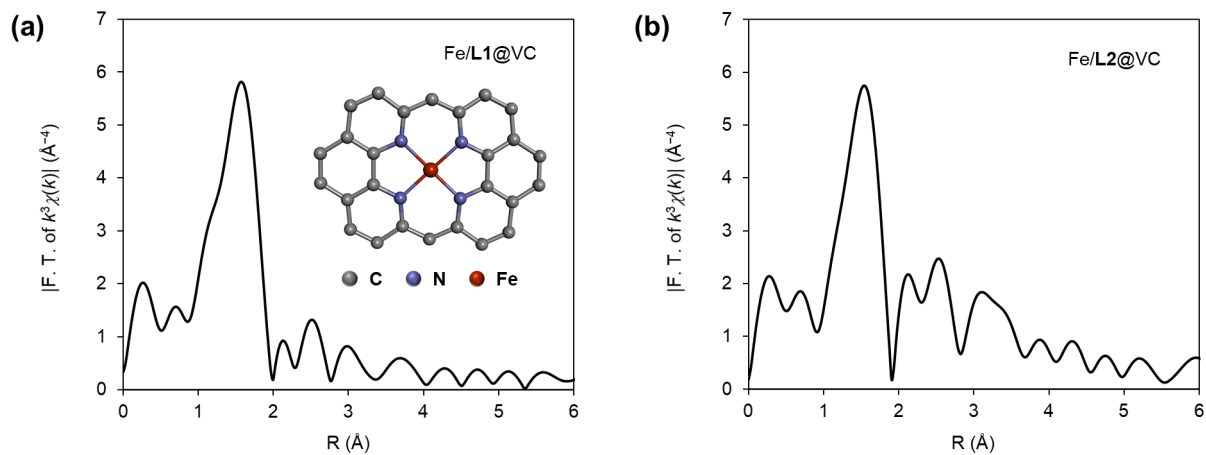 (a)
Fe/L1@VC
|F. T. of k³χ(k)| (Å⁻⁴)
7
6
5
4
3
2
1
0
0 1 2 3 4 5 6
R (Å)
C N Fe
(b)
Fe/L2@VC
|F. T. of k³χ(k)| (Å⁻⁴)
7
6
5
4
3
2
1
0
0 1 2 3 4 5 6
R (Å)